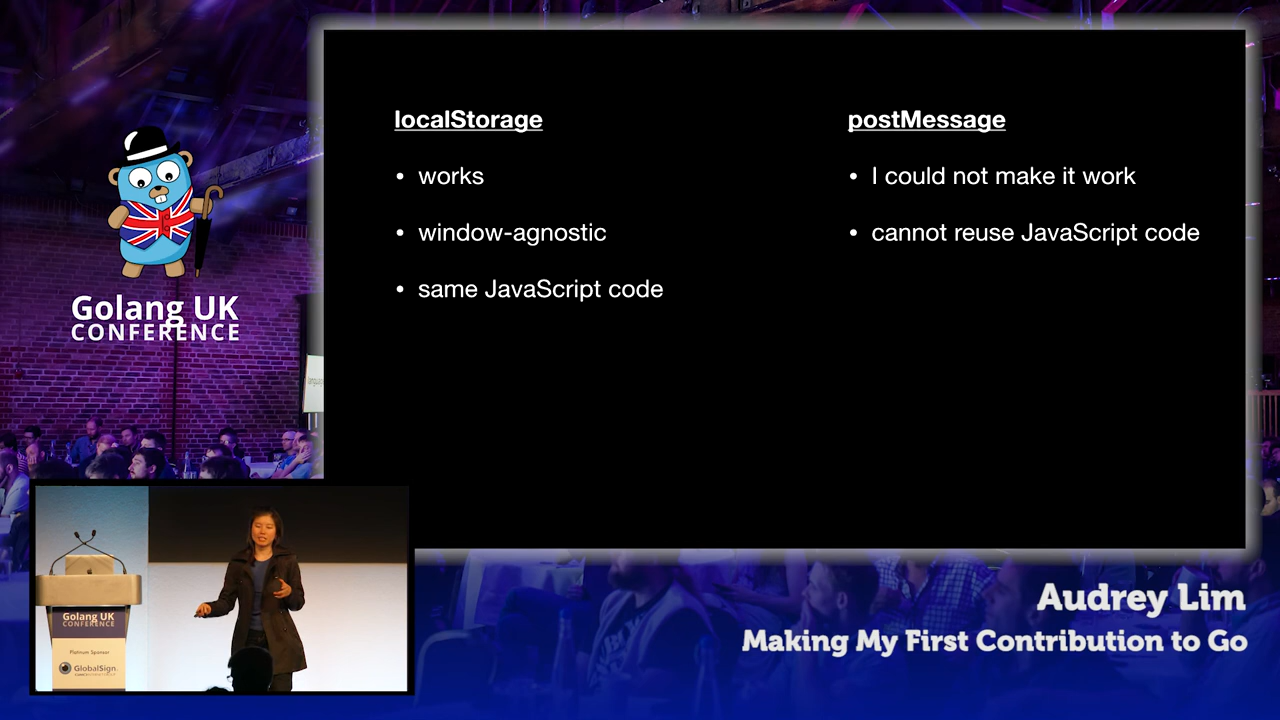 localStorage
• works
• window-agnostic
• same JavaScript code
postMessage
• I could not make it work
• cannot reuse JavaScript code
Golang UK
CONFERENCE
Golang UK
CONFERENCE
Platinum Sponsor
GlobalSign.
Audrey Lim
Making My First Contribution to Go